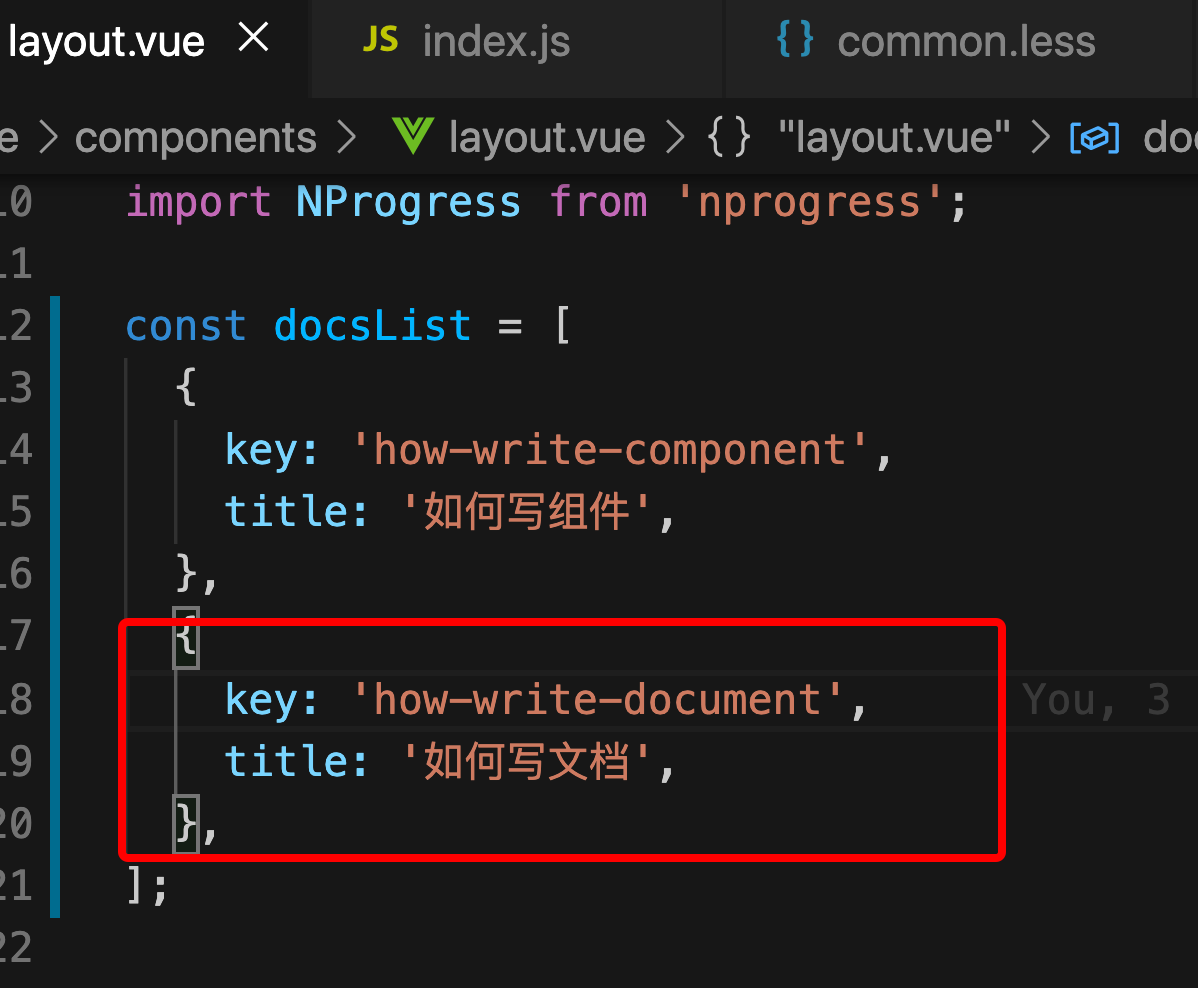 layout.vue
JS index.js
{} common.less
e > components > layout.vue > {} "layout.vue" > doc
10 import NProgress from 'nprogress';
11
12 const docsList = [
13 {
14 key: 'how-write-component',
15 title: '如何写组件',
16 },
17 {
18 key: 'how-write-document', You, 3
19 title: '如何写文档',
20 },
21 ];
22